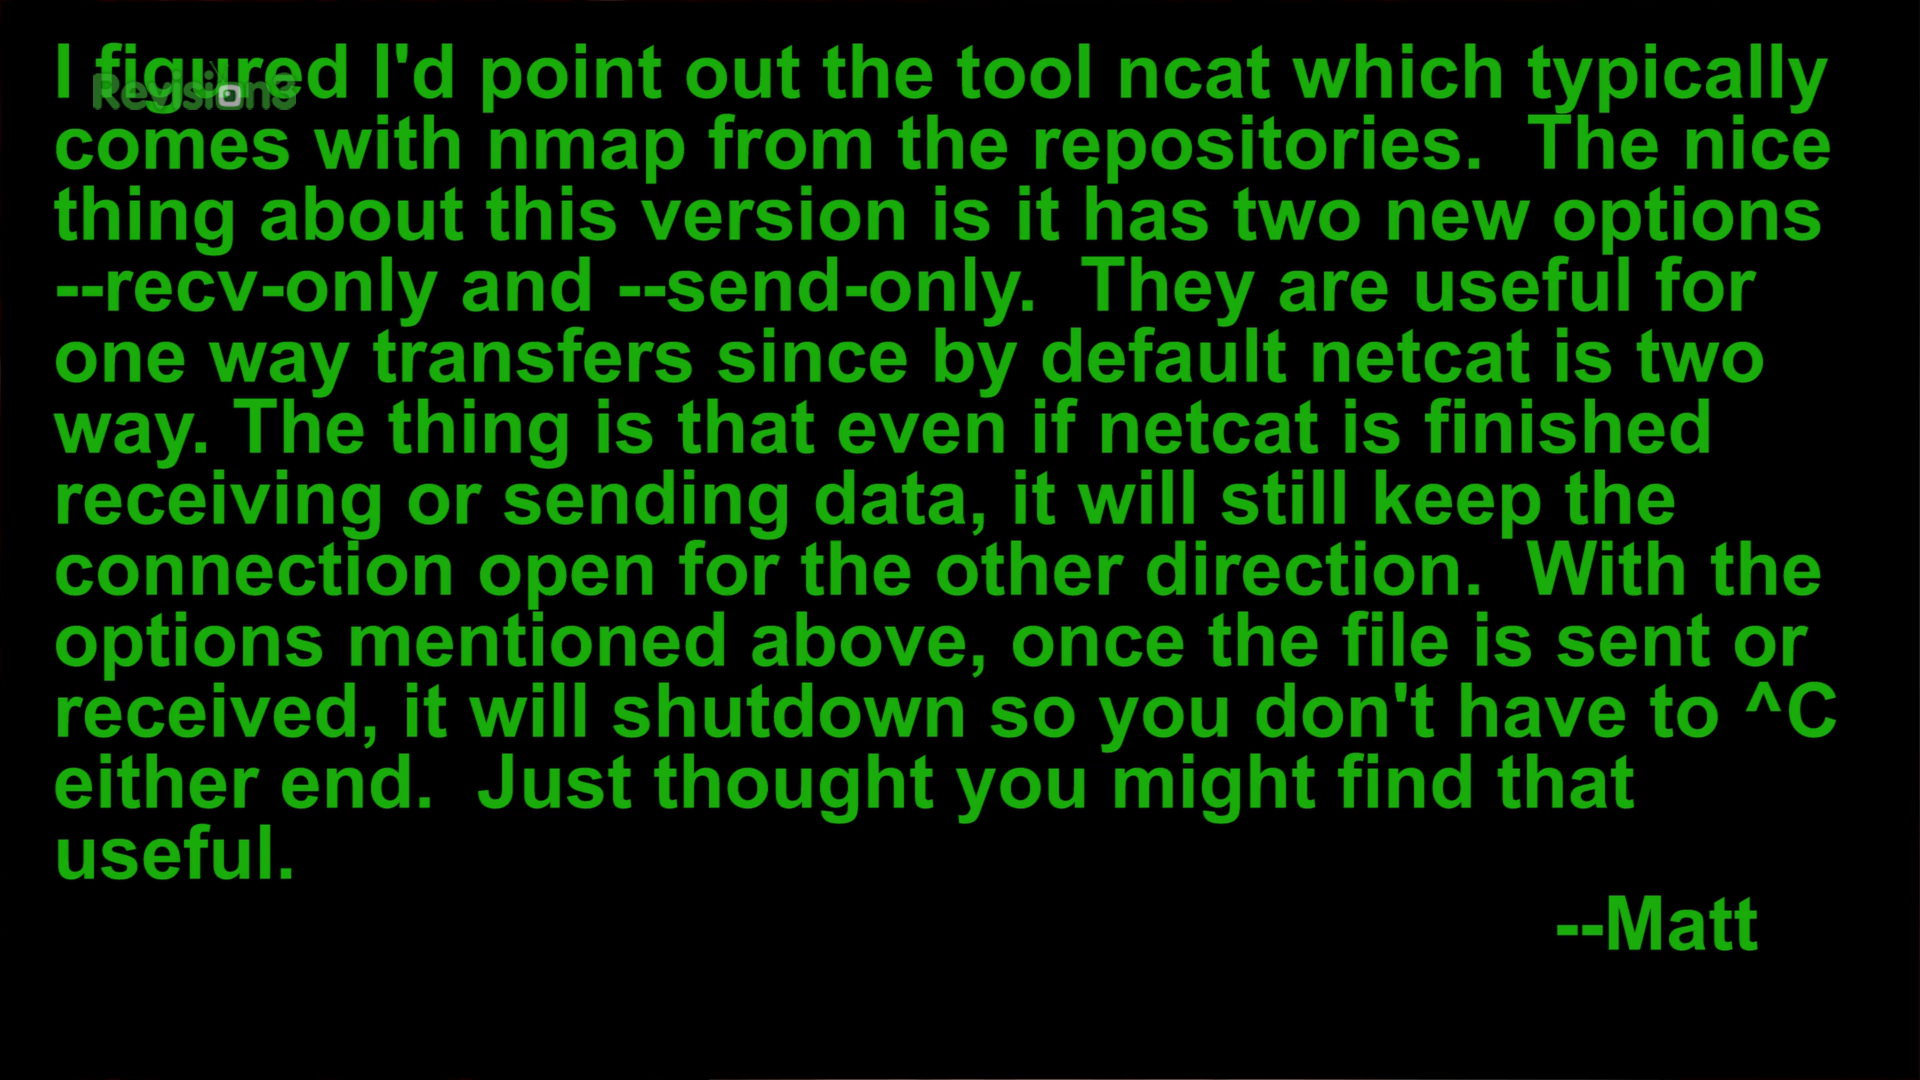 I figured I'd point out the tool ncat which typically
Revision3
comes with nmap from the repositories.  The nice
thing about this version is it has two new options
--recv-only and --send-only.  They are useful for
one way transfers since by default netcat is two
way. The thing is that even if netcat is finished
receiving or sending data, it will still keep the
connection open for the other direction.  With the
options mentioned above, once the file is sent or
received, it will shutdown so you don't have to ^C
either end.  Just thought you might find that
useful.
--Matt